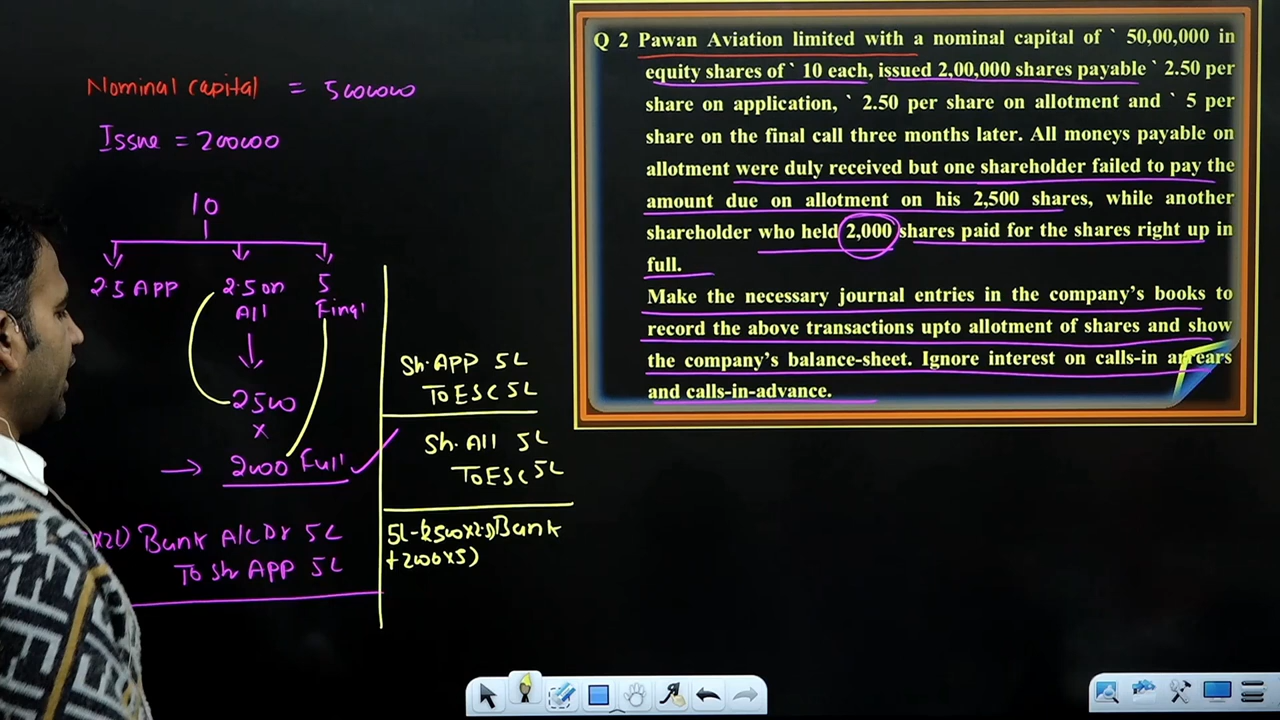 Q 2 Pawan Aviation limited with a nominal capital of ` 50,00,000 in
equity shares of ` 10 each, issued 2,00,000 shares payable ` 2.50 per
share on application, ` 2.50 per share on allotment and ` 5 per
share on the final call three months later. All moneys payable on
allotment were duly received but one shareholder failed to pay the
amount due on allotment on his 2,500 shares, while another
shareholder who held 2,000 shares paid for the shares right up in
full.
Make the necessary journal entries in the company's books to
record the above transactions upto allotment of shares and show
the company's balance-sheet. Ignore interest on calls-in arrears
and calls-in-advance.
Nominal capital = 5000000
Issue = 200000
10
2.5 APP 2.5 on All 5 Final
2500
x
→ 2000 Full
x2L) Bank A/C Dr 5L
To Sh APP 5L
Sh. APP 5L
To ESC 5L
Sh. All 5L
To ESC 5L
5L-(2500x2.5) Bank
+2000x5)